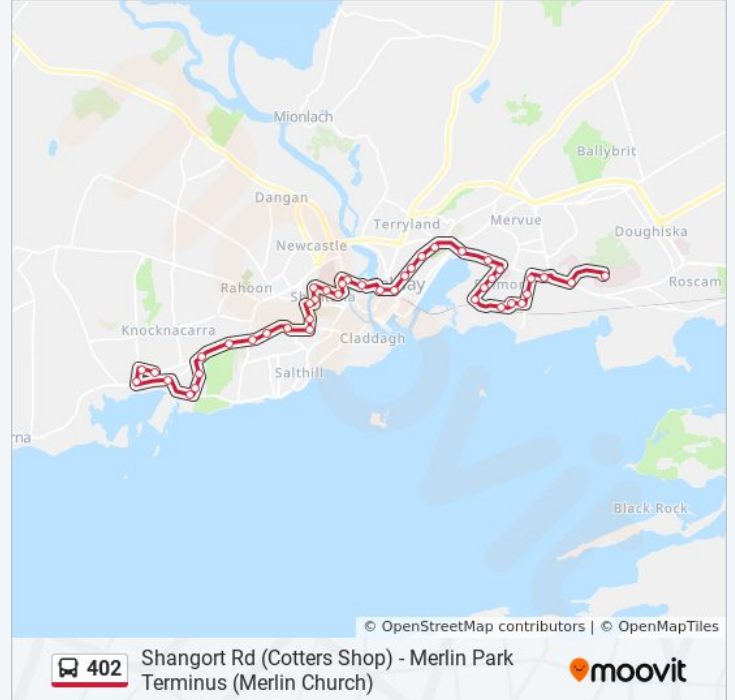 Mionlach
Ballybrit
Dangan
Terryland
Mervue
Doughiska
Newcastle
Rahoon
Roscam
Knocknacarra
Claddagh
Salthill
Black Rock
© OpenStreetMap contributors | © OpenMapTiles
402
Shangort Rd (Cotters Shop) - Merlin Park
Terminus (Merlin Church)
moovit